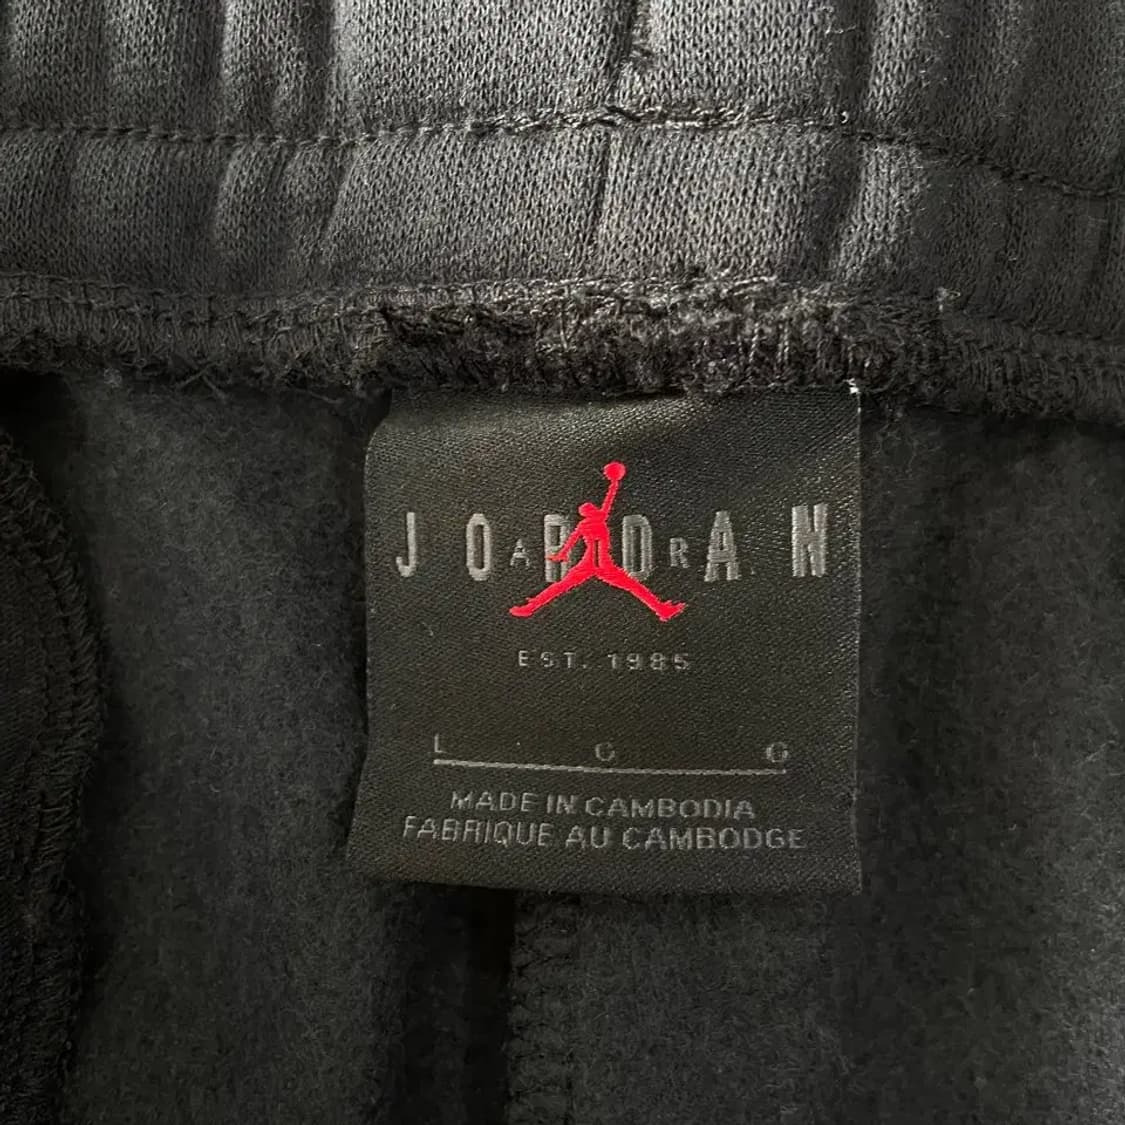 JORDAN
AIR
EST. 1985
L G G
MADE IN CAMBODIA
FABRIQUE AU CAMBODGE